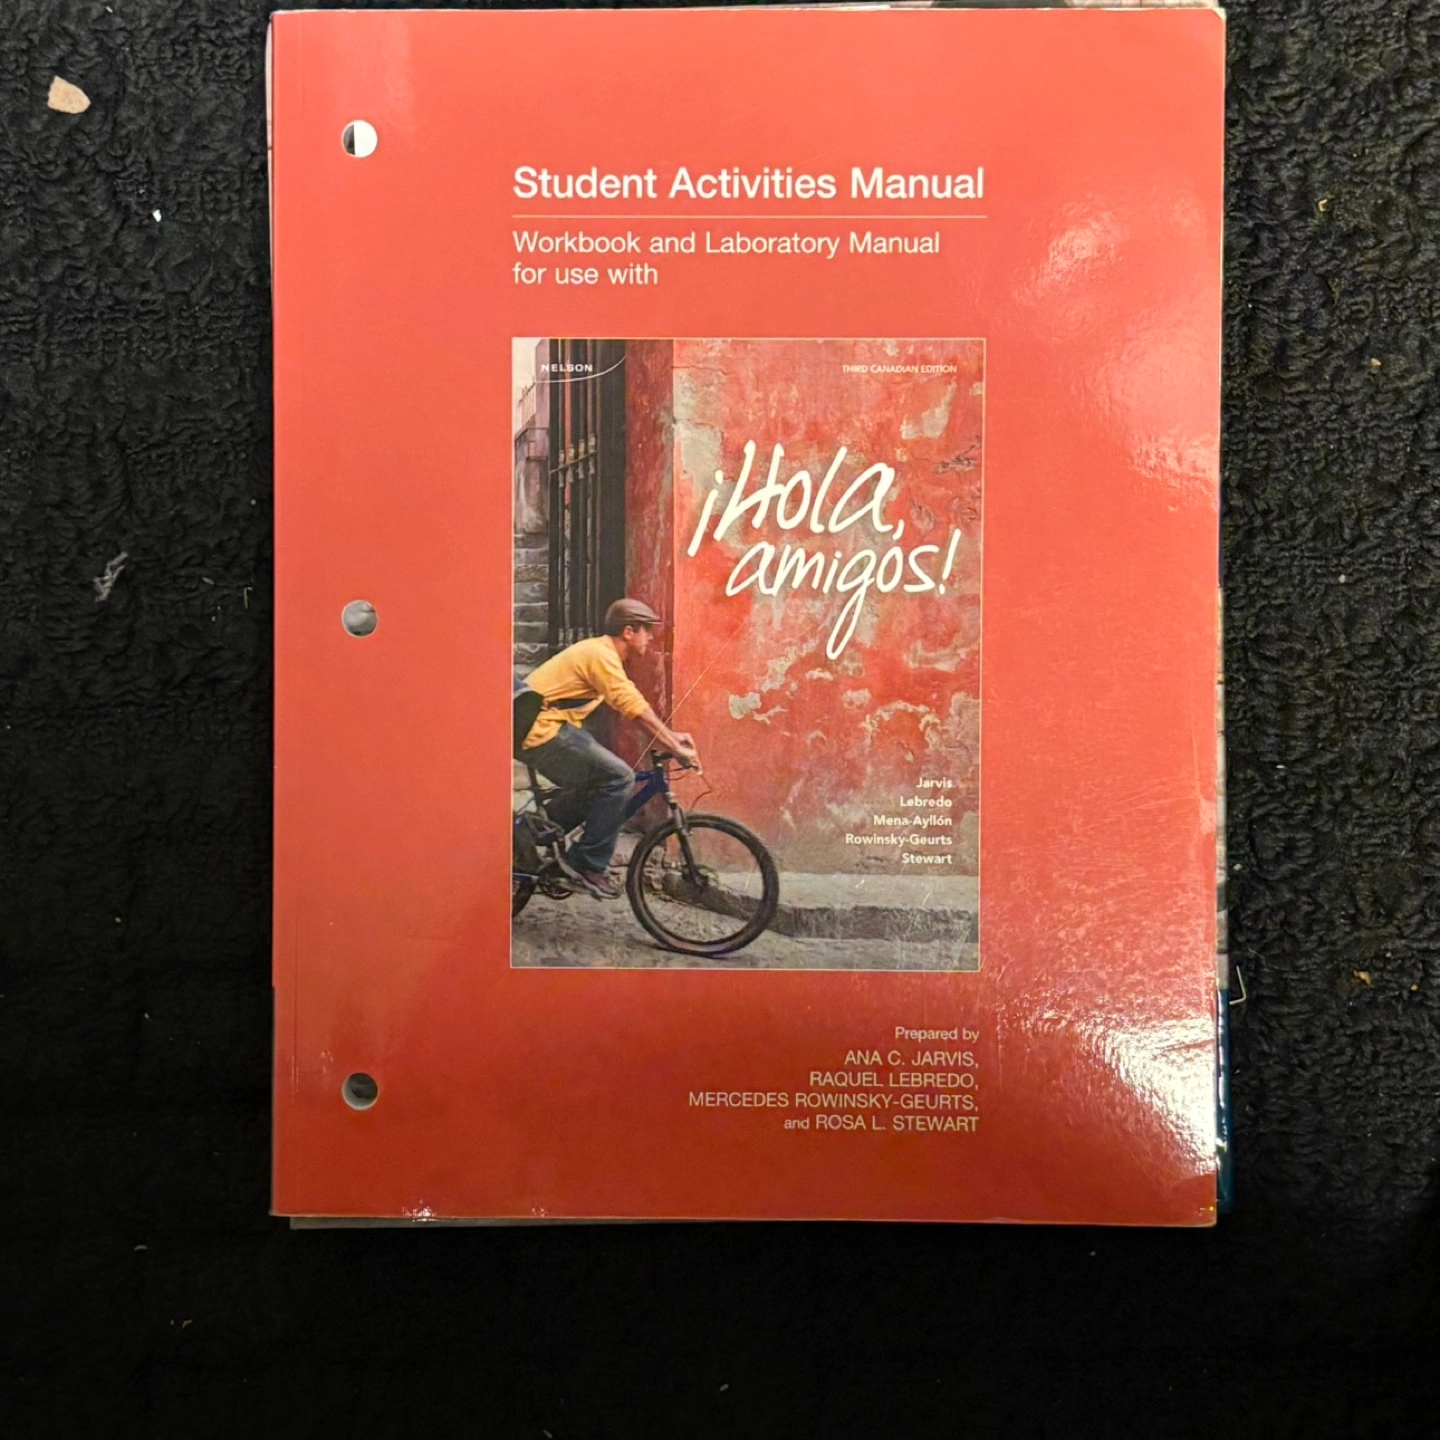 Student Activities Manual
Workbook and Laboratory Manual
for use with
NELSON
THIRD CANADIAN EDITION
¡Hola,
amigos!
Jarvis
Lebredo
Mena-Ayllón
Rowinsky-Geurts
Stewart
Prepared by
ANA C. JARVIS,
RAQUEL LEBREDO,
MERCEDES ROWINSKY-GEURTS,
and ROSA L. STEWART